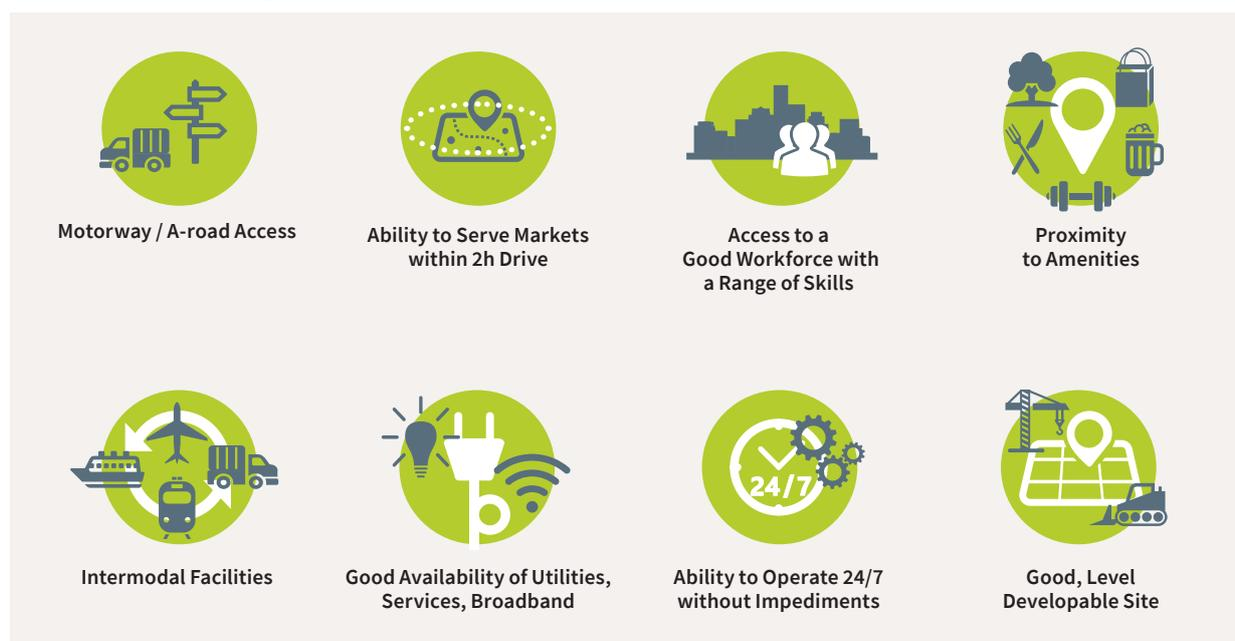 Motorway / A-road Access
Ability to Serve Markets
within 2h Drive
Access to a
Good Workforce with
a Range of Skills
Proximity
to Amenities
24/7
Intermodal Facilities
Good Availability of Utilities,
Services, Broadband
Ability to Operate 24/7
without Impediments
Good, Level
Developable Site